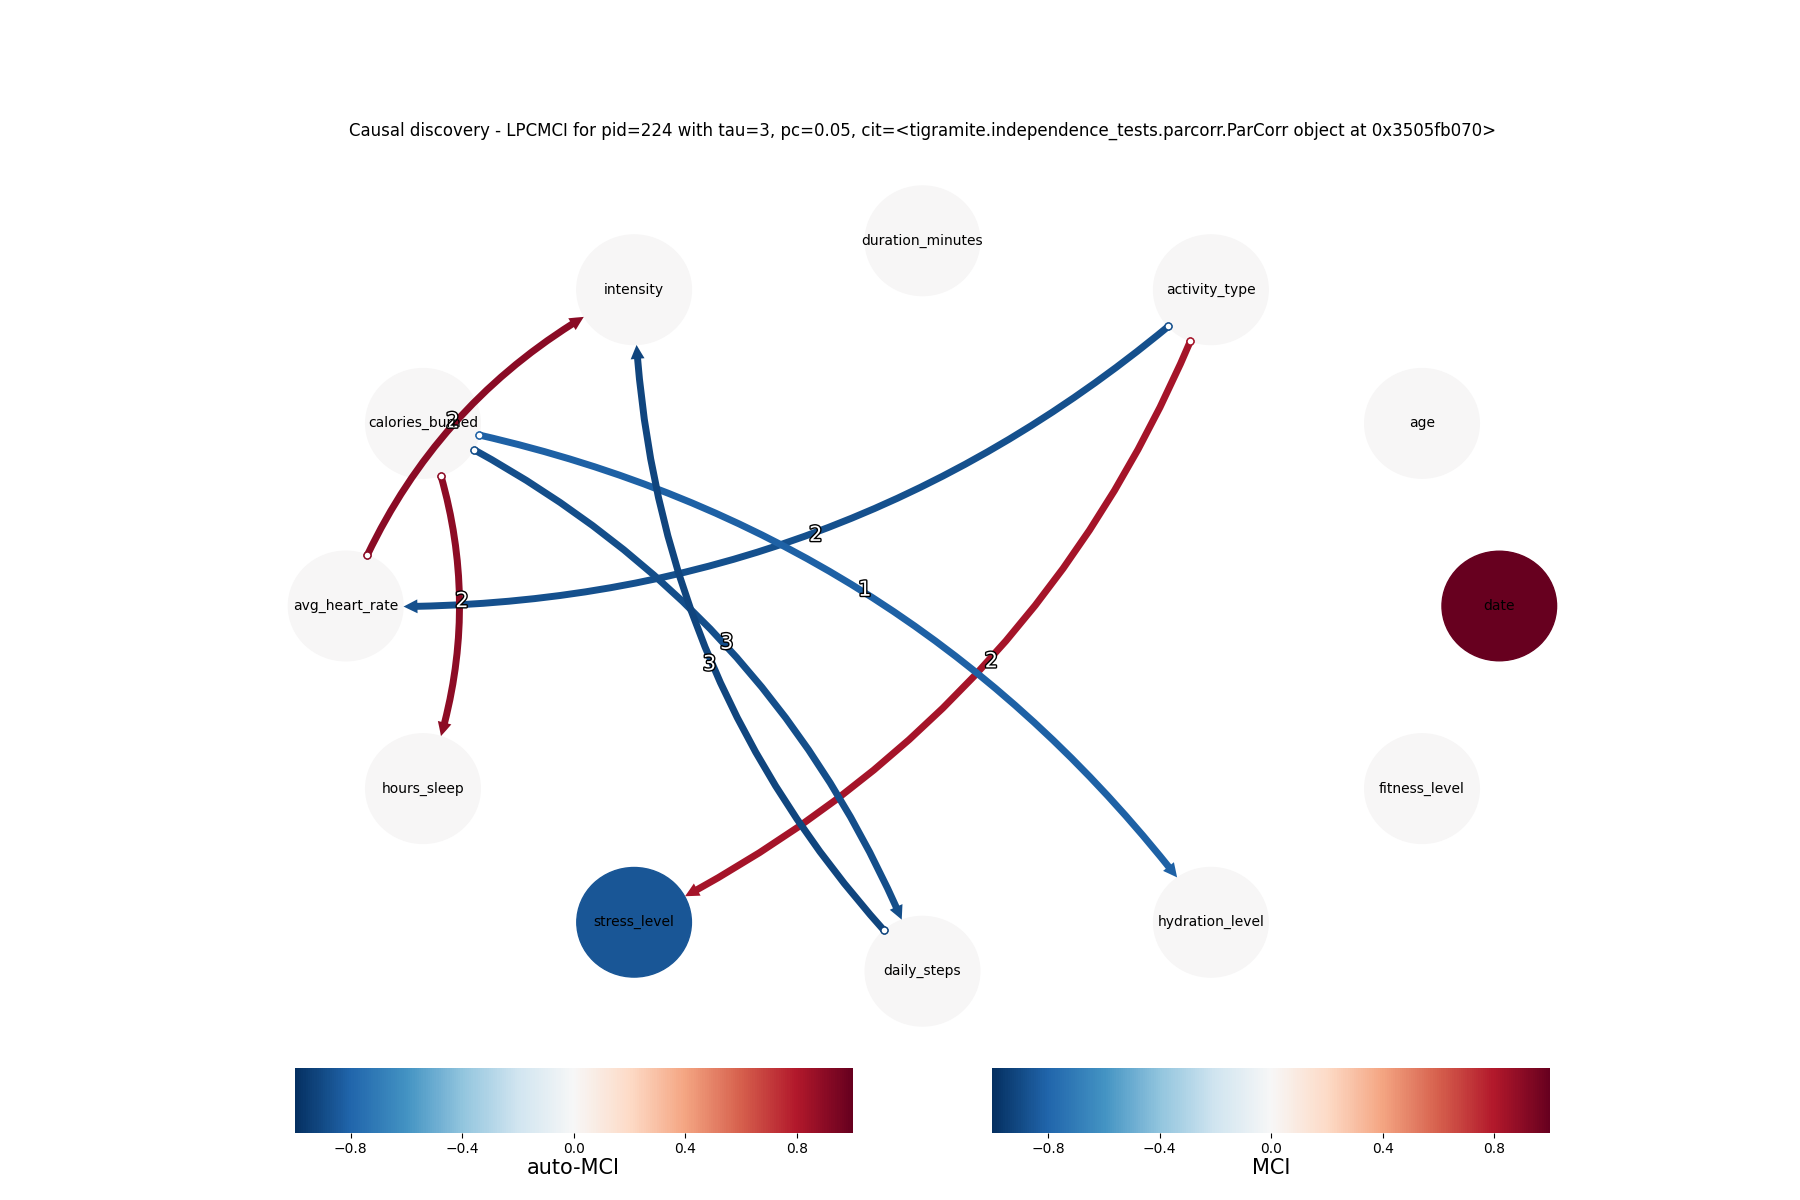 Causal discovery - LPCMCI for pid=224 with tau=3, pc=0.05, cit=<tigramite.independence_tests.parcorr.ParCorr object at 0x3505fb070>
duration_minutes
intensity
activity_type
2
calories_burned
age
2
1
avg_heart_rate
2
date
3
3
2
hours_sleep
fitness_level
stress_level
hydration_level
daily_steps
−0.8 −0.4 0.0 0.4 0.8
auto-MCI
−0.8 −0.4 0.0 0.4 0.8
MCI